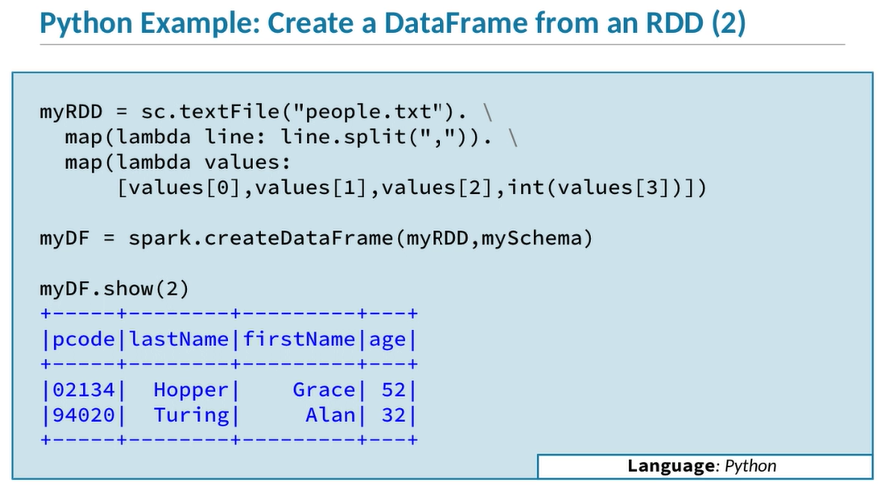 Python Example: Create a DataFrame from an RDD (2)
myRDD = sc.textFile("people.txt"). \
  map(lambda line: line.split(",")). \
  map(lambda values:
      [values[0],values[1],values[2],int(values[3])])
myDF = spark.createDataFrame(myRDD,mySchema)
myDF.show(2)
+-----+--------+---------+---+
|pcode|lastName|firstName|age|
+-----+--------+---------+---+
|02134|  Hopper|    Grace| 52|
|94020|  Turing|     Alan| 32|
+-----+--------+---------+---+
Language: Python